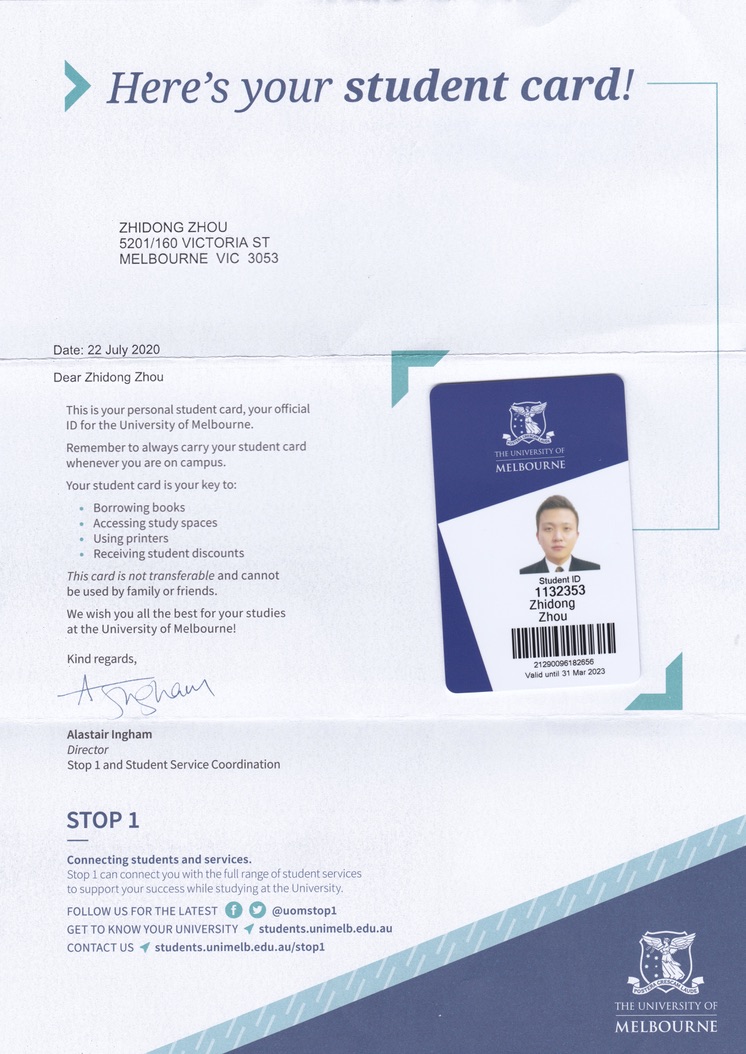 Here's your student card!
ZHIDONG ZHOU
5201/160 VICTORIA ST
MELBOURNE VIC 3053
Date: 22 July 2020
Dear Zhidong Zhou
This is your personal student card, your official
ID for the University of Melbourne.
Remember to always carry your student card
whenever you are on campus.
Your student card is your key to:
• Borrowing books
• Accessing study spaces
• Using printers
• Receiving student discounts
This card is not transferable and cannot
be used by family or friends.
We wish you all the best for your studies
at the University of Melbourne!
Kind regards,
A Ingham
Alastair Ingham
Director
Stop 1 and Student Service Coordination
THE UNIVERSITY OF
MELBOURNE
Student ID
1132353
Zhidong
Zhou
21290096182656
Valid until 31 Mar 2023
STOP 1
Connecting students and services.
Stop 1 can connect you with the full range of student services
to support your success while studying at the University.
FOLLOW US FOR THE LATEST @uomstop1
GET TO KNOW YOUR UNIVERSITY students.unimelb.edu.au
CONTACT US students.unimelb.edu.au/stop1
POSTERA CRESCAM LAUDE
THE UNIVERSITY OF
MELBOURNE